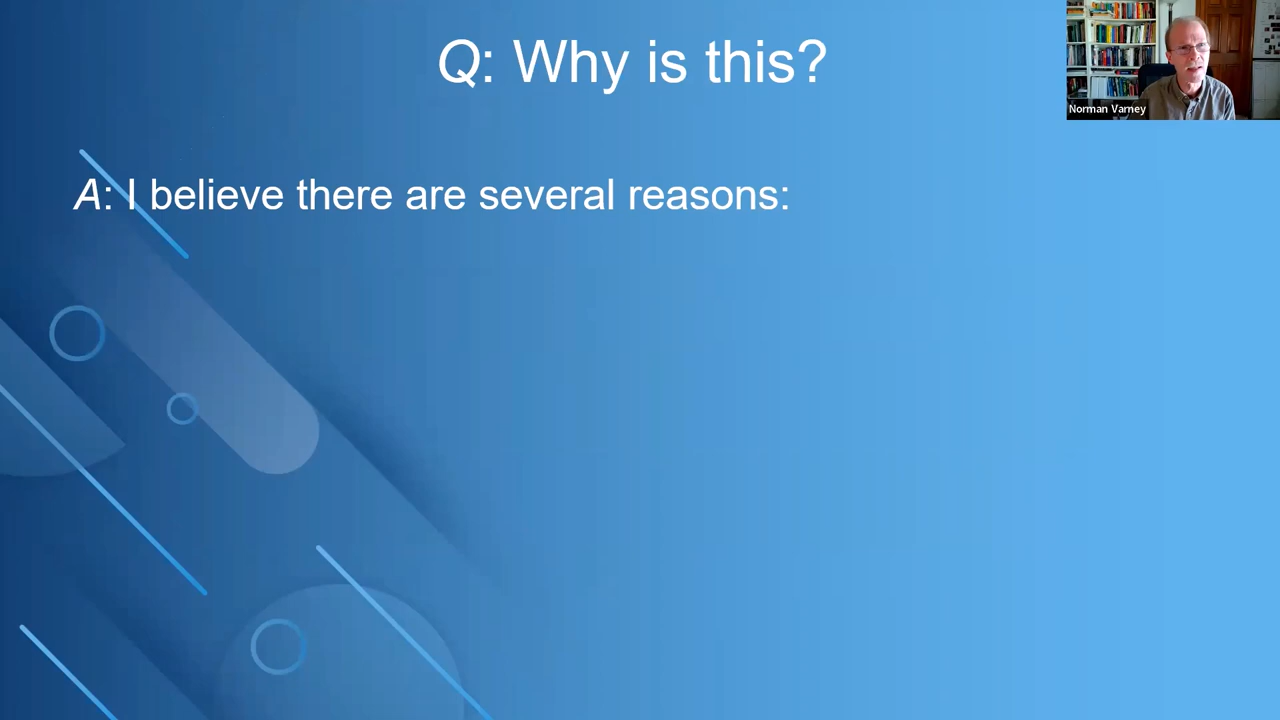 Q: Why is this?
Norman Varney
A: I believe there are several reasons: